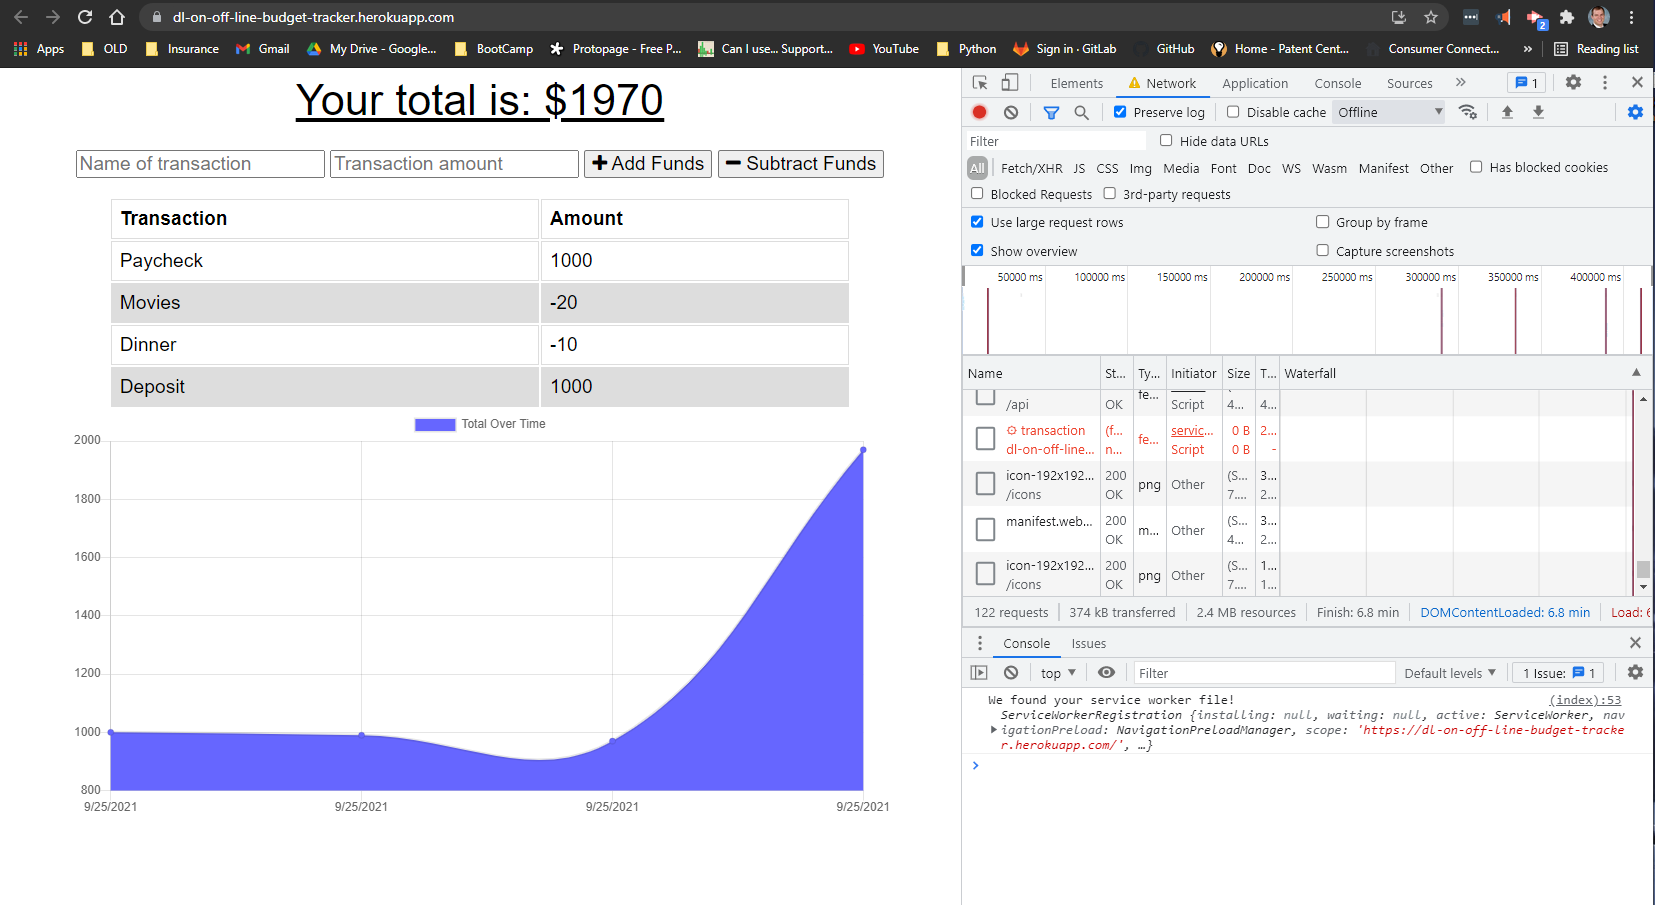 dl-on-off-line-budget-tracker.herokuapp.com
2
Apps OLD Insurance Gmail My Drive - Google... BootCamp Protopage - Free P... Can I use... Support... YouTube Python Sign in · GitLab GitHub Home - Patent Cent... Consumer Connect... » Reading list
Your total is: $1970
Name of transaction Transaction amount + Add Funds − Subtract Funds
Transaction Amount
Paycheck 1000
Movies -20
Dinner -10
Deposit 1000
Total Over Time
2000
1800
1600
1400
1200
1000
800
9/25/2021 9/25/2021 9/25/2021 9/25/2021
Elements Network Application Console Sources » 1
Preserve log Disable cache Offline
Filter Hide data URLs
All Fetch/XHR JS CSS Img Media Font Doc WS Wasm Manifest Other Has blocked cookies
Blocked Requests 3rd-party requests
Use large request rows Group by frame
Show overview Capture screenshots
50000 ms 100000 ms 150000 ms 200000 ms 250000 ms 300000 ms 350000 ms 400000 ms
Name St... Ty... Initiator Size T... Waterfall
fe...
/api OK Script 4... 4...
transaction (f... fe... servic... 0 B 2...
dl-on-off-line... n... Script 0 B -
icon-192x192... 200 png Other (S... 3...
/icons OK 7.... 2...
manifest.web... 200 m... Other (S... 3...
OK 4... 2...
icon-192x192... 200 png Other (S... 1...
/icons OK 7.... 1...
122 requests 374 kB transferred 2.4 MB resources Finish: 6.8 min DOMContentLoaded: 6.8 min Load: 6
Console Issues
top Filter Default levels 1 Issue: 1
We found your service worker file! (index):53
ServiceWorkerRegistration {installing: null, waiting: null, active: ServiceWorker, nav
igationPreload: NavigationPreloadManager, scope: 'https://dl-on-off-line-budget-tracke
r.herokuapp.com/', …}